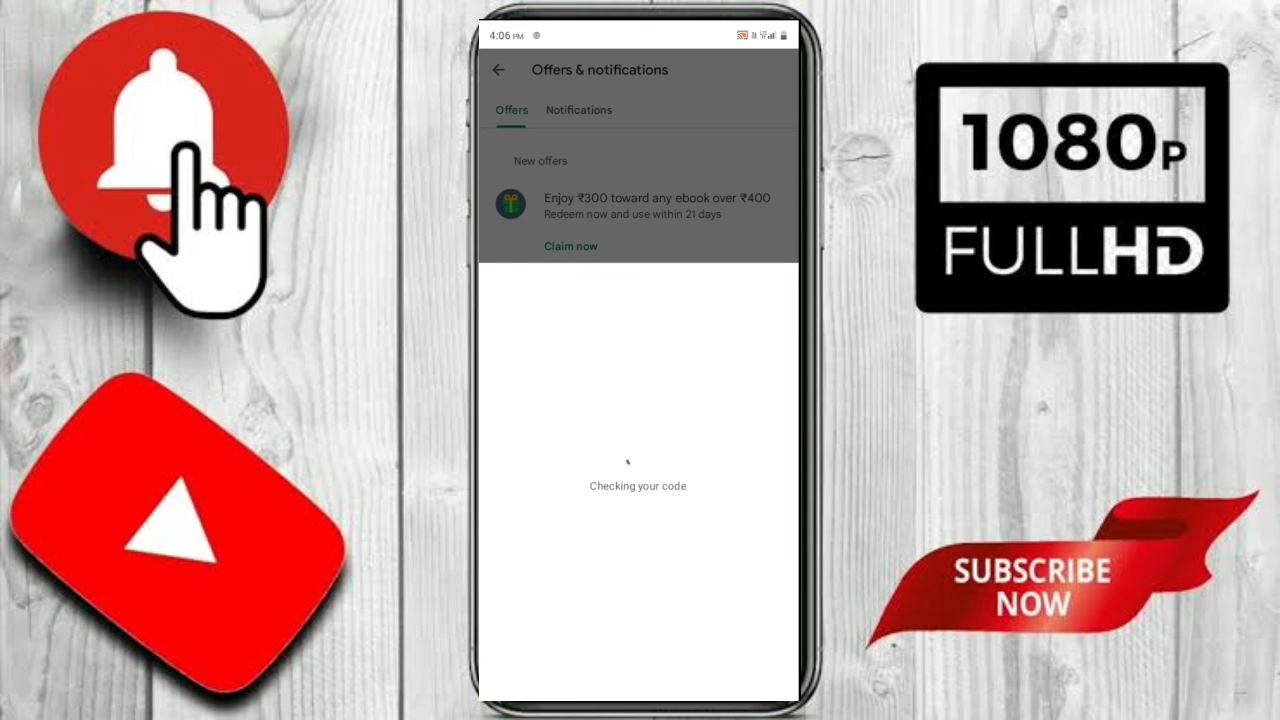 4:06 PM
Offers & notifications
Offers
Notifications
New offers
Enjoy ₹300 toward any ebook over ₹400
Redeem now and use within 21 days
Claim now
Checking your code
1080P
FULLHD
SUBSCRIBE
NOW